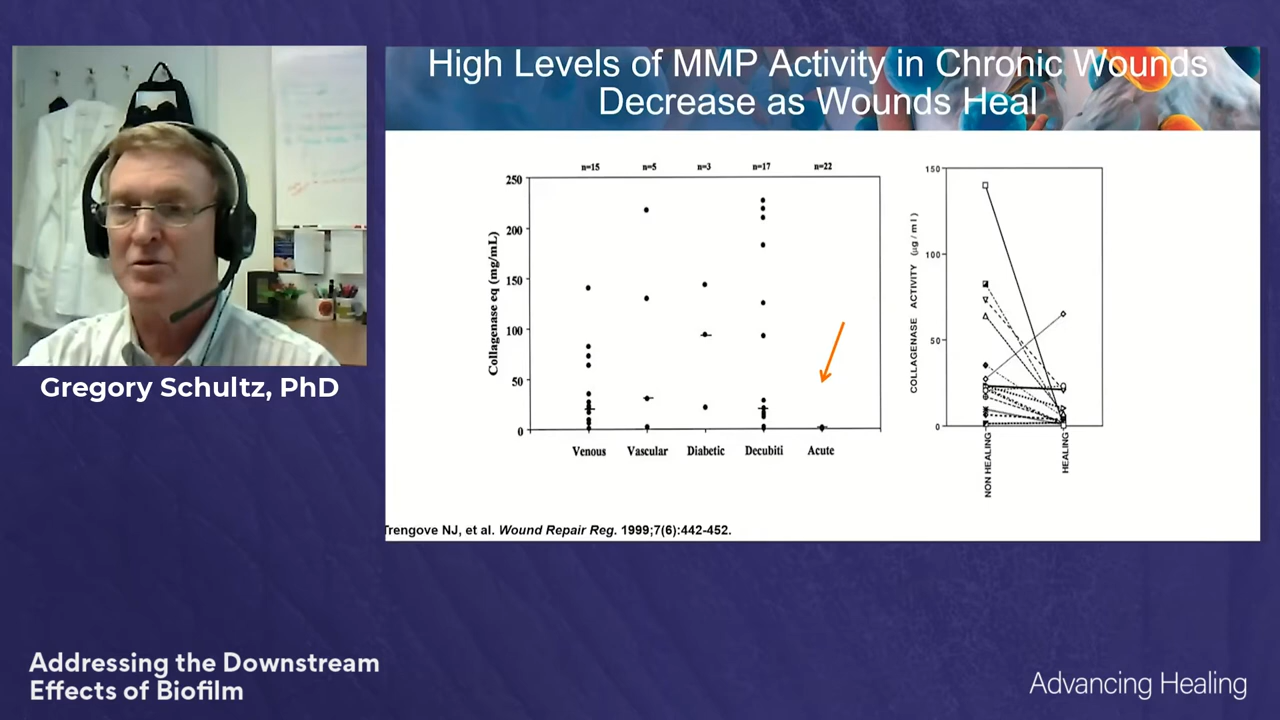 High Levels of MMP Activity in Chronic Wounds
Decrease as Wounds Heal
n=15 n=5 n=3 n=17 n=22
250
200
150
100
50
0
Collagenase eq (mg/mL)
Venous Vascular Diabetic Decubiti Acute
150
100
50
0
COLLAGENASE ACTIVITY (µg/ml)
NON HEALING
HEALING
Trengove NJ, et al. Wound Repair Reg. 1999;7(6):442-452.
Gregory Schultz, PhD
Addressing the Downstream
Effects of Biofilm
Advancing Healing